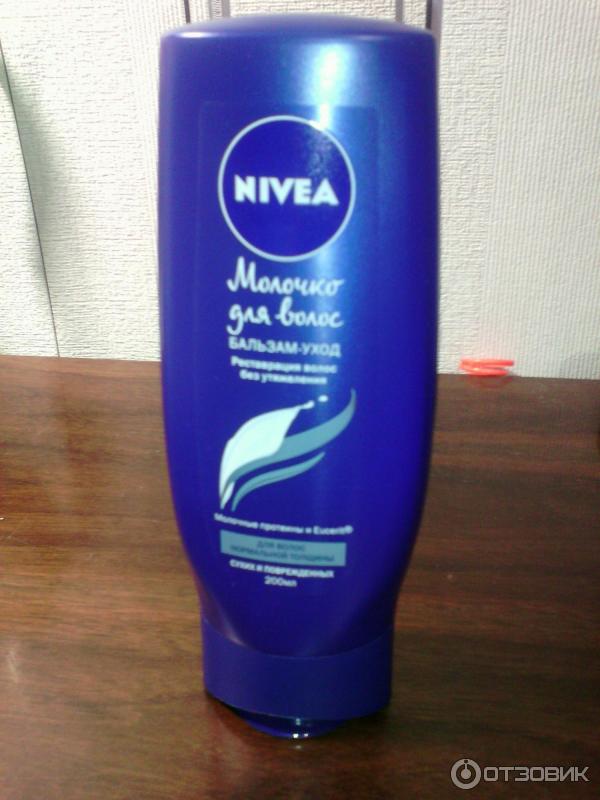 NIVEA
Молочко
для волос
БАЛЬЗАМ-УХОД
Реставрация волос
без утяжеления
Молочные протеины и Eucerit®
ДЛЯ ВОЛОС
НОРМАЛЬНОЙ ТОЛЩИНЫ
СУХИХ И ПОВРЕЖДЕННЫХ
200мл
ОТЗОВИК